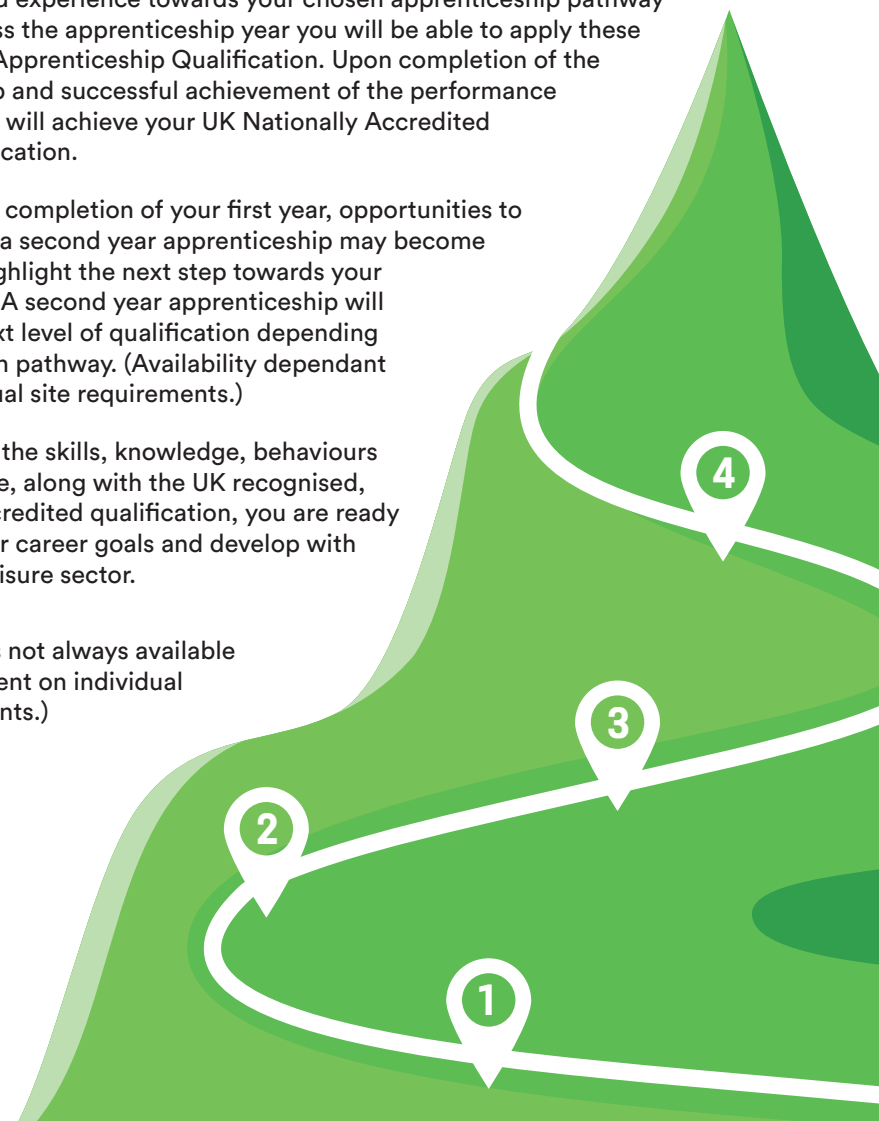 experience towards your chosen apprenticeship pathway
the apprenticeship year you will be able to apply these
Apprenticeship Qualification. Upon completion of the
and successful achievement of the performance
will achieve your UK Nationally Accredited
cation.
completion of your first year, opportunities to
a second year apprenticeship may become
ghlight the next step towards your
A second year apprenticeship will
xt level of qualification depending
n pathway. (Availability dependant
ual site requirements.)
the skills, knowledge, behaviours
e, along with the UK recognised,
credited qualification, you are ready
r career goals and develop with
isure sector.
s not always available
ent on individual
nts.)
4
3
2
1